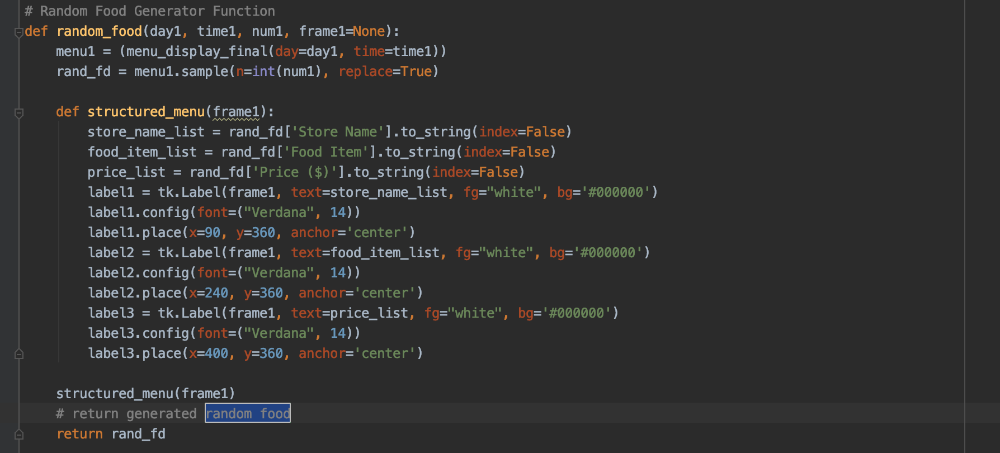 # Random Food Generator Function
def random_food(day1, time1, num1, frame1=None):
    menu1 = (menu_display_final(day=day1, time=time1))
    rand_fd = menu1.sample(n=int(num1), replace=True)

    def structured_menu(frame1):
        store_name_list = rand_fd['Store Name'].to_string(index=False)
        food_item_list = rand_fd['Food Item'].to_string(index=False)
        price_list = rand_fd['Price ($)'].to_string(index=False)
        label1 = tk.Label(frame1, text=store_name_list, fg="white", bg='#000000')
        label1.config(font=("Verdana", 14))
        label1.place(x=90, y=360, anchor='center')
        label2 = tk.Label(frame1, text=food_item_list, fg="white", bg='#000000')
        label2.config(font=("Verdana", 14))
        label2.place(x=240, y=360, anchor='center')
        label3 = tk.Label(frame1, text=price_list, fg="white", bg='#000000')
        label3.config(font=("Verdana", 14))
        label3.place(x=400, y=360, anchor='center')

    structured_menu(frame1)
    # return generated random food
    return rand_fd